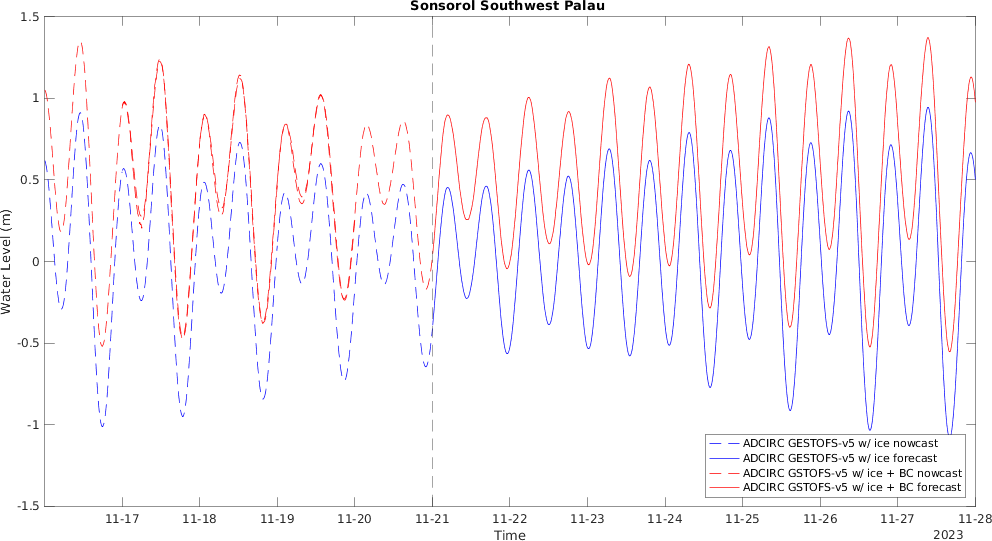 Sonsorol Southwest Palau
1.5
1
0.5
0
-0.5
-1
-1.5
Water Level (m)
ADCIRC GESTOFS-v5 w/ ice nowcast
ADCIRC GESTOFS-v5 w/ ice forecast
ADCIRC GSTOFS-v5 w/ ice + BC nowcast
ADCIRC GSTOFS-v5 w/ ice + BC forecast
11-17 11-18 11-19 11-20 11-21 11-22 11-23 11-24 11-25 11-26 11-27 11-28
Time
2023